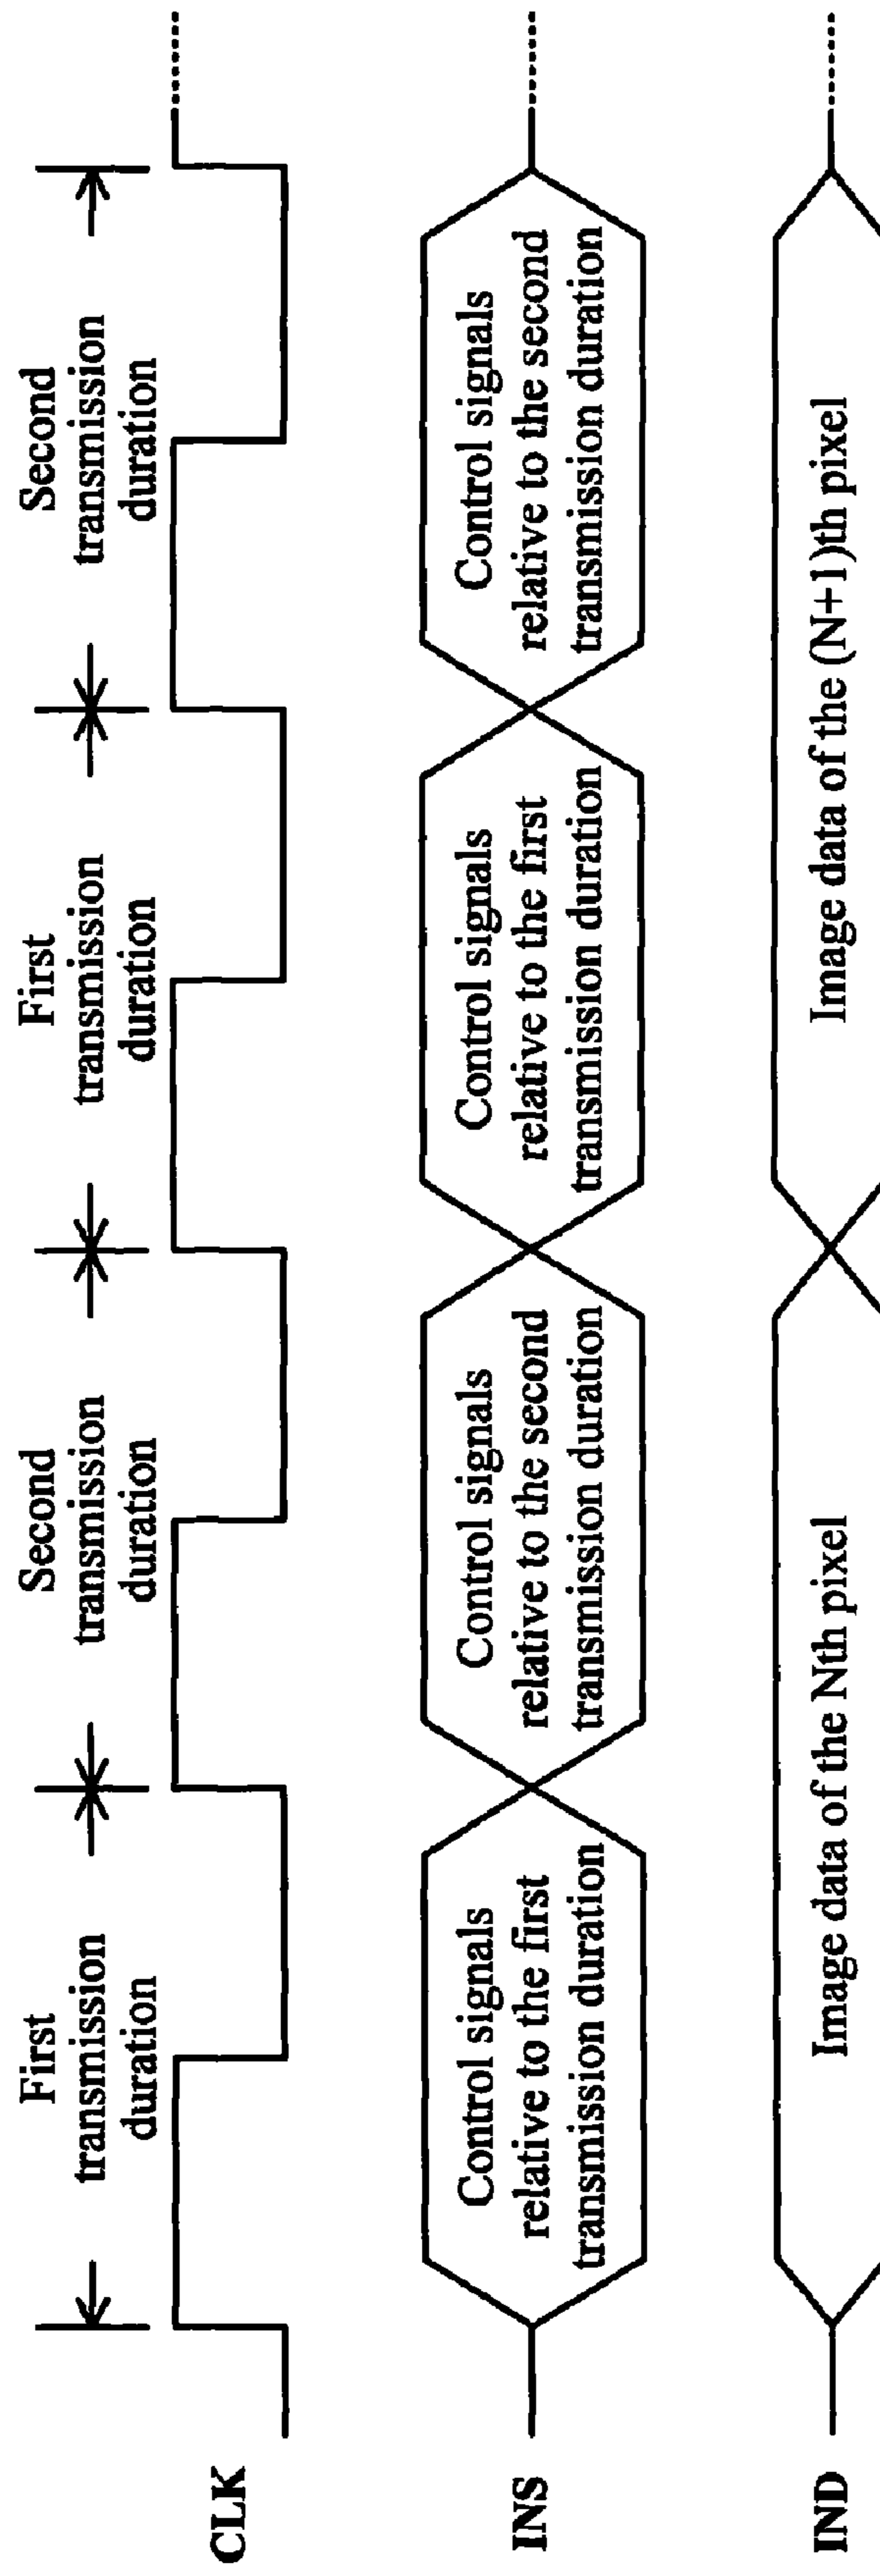 First
transmission
duration
Second
transmission
duration
First
transmission
duration
Second
transmission
duration
CLK
INS
Control signals
relative to the first
transmission duration
Control signals
relative to the second
transmission duration
Control signals
relative to the first
transmission duration
Control signals
relative to the second
transmission duration
IND
Image data of the Nth pixel
Image data of the (N+1)th pixel